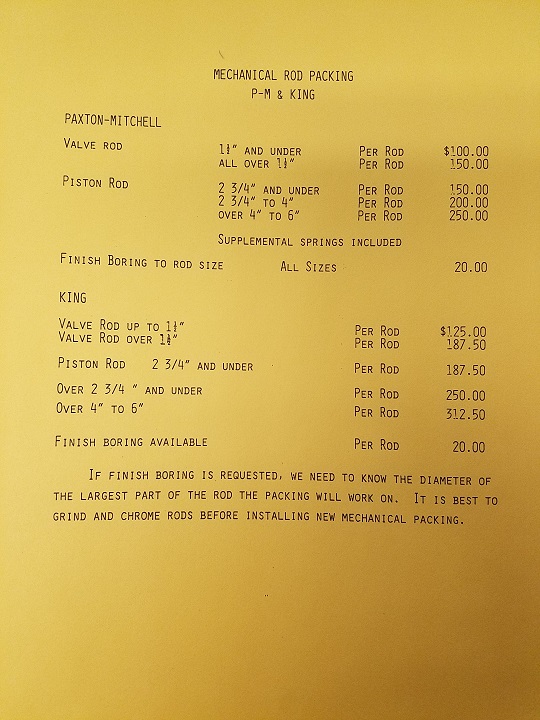 MECHANICAL ROD PACKING
P-M & KING
PAXTON-MITCHELL
VALVE ROD 1½" AND UNDER PER ROD $100.00
ALL OVER 1½" PER ROD 150.00
PISTON ROD 2 3/4" AND UNDER PER ROD 150.00
2 3/4" TO 4" PER ROD 200.00
OVER 4" TO 6" PER ROD 250.00
SUPPLEMENTAL SPRINGS INCLUDED
FINISH BORING TO ROD SIZE ALL SIZES 20.00
KING
VALVE ROD UP TO 1½" PER ROD $125.00
VALVE ROD OVER 1½" PER ROD 187.50
PISTON ROD 2 3/4" AND UNDER PER ROD 187.50
OVER 2 3/4 " AND UNDER PER ROD 250.00
OVER 4" TO 6" PER ROD 312.50
FINISH BORING AVAILABLE PER ROD 20.00
IF FINISH BORING IS REQUESTED, WE NEED TO KNOW THE DIAMETER OF
THE LARGEST PART OF THE ROD THE PACKING WILL WORK ON. IT IS BEST TO
GRIND AND CHROME RODS BEFORE INSTALLING NEW MECHANICAL PACKING.